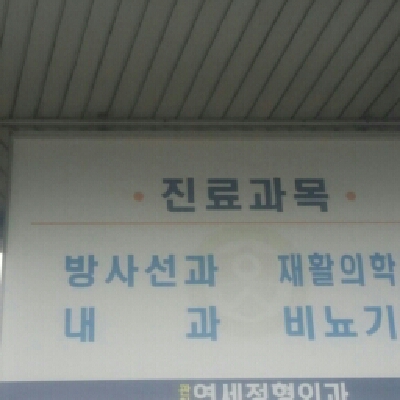 • 진료과목 •
방사선과 재활의학
내 과 비뇨기
연세정형외과